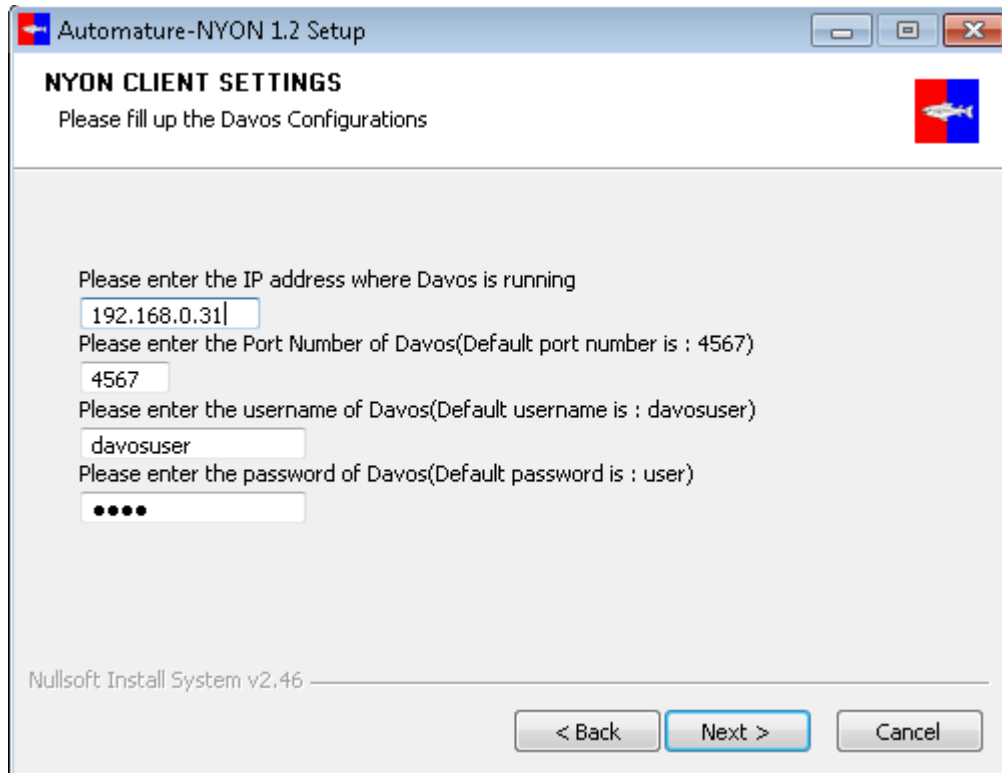 Automature-NYON 1.2 Setup
NYON CLIENT SETTINGS
Please fill up the Davos Configurations
Please enter the IP address where Davos is running
192.168.0.31
Please enter the Port Number of Davos(Default port number is : 4567)
4567
Please enter the username of Davos(Default username is : davosuser)
davosuser
Please enter the password of Davos(Default password is : user)
●●●●
Nullsoft Install System v2.46
< Back Next > Cancel